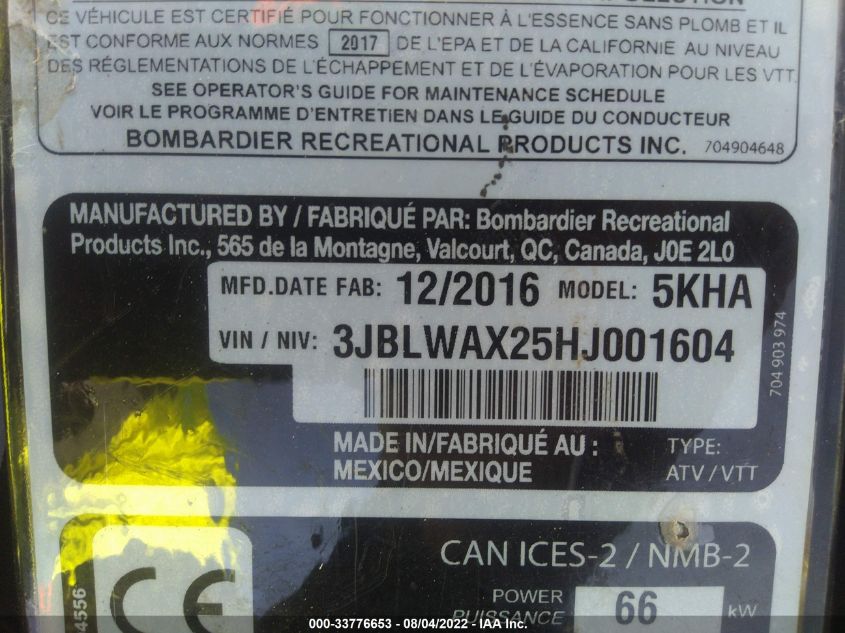 CE VÉHICULE EST CERTIFIÉ POUR FONCTIONNER À L'ESSENCE SANS PLOMB ET IL
EST CONFORME AUX NORMES 2017 DE L'EPA ET DE LA CALIFORNIE AU NIVEAU
DES RÉGLEMENTATIONS DE L'ÉCHAPPEMENT ET DE L'ÉVAPORATION POUR LES VTT.
SEE OPERATOR'S GUIDE FOR MAINTENANCE SCHEDULE
VOIR LE PROGRAMME D'ENTRETIEN DANS LE GUIDE DU CONDUCTEUR
BOMBARDIER RECREATIONAL PRODUCTS INC. 704904648
MANUFACTURED BY / FABRIQUÉ PAR: Bombardier Recreational
Products Inc., 565 de la Montagne, Valcourt, QC, Canada, J0E 2L0
MFD.DATE FAB: 12/2016 MODEL: 5KHA
VIN / NIV: 3JBLWAX25HJ001604
704 903 974
MADE IN/FABRIQUÉ AU : TYPE:
MEXICO/MEXIQUE ATV / VTT
CAN ICES-2 / NMB-2
CE
POWER
PUISSANCE 66 kW
4556
000-33776653 - 08/04/2022 - IAA Inc.